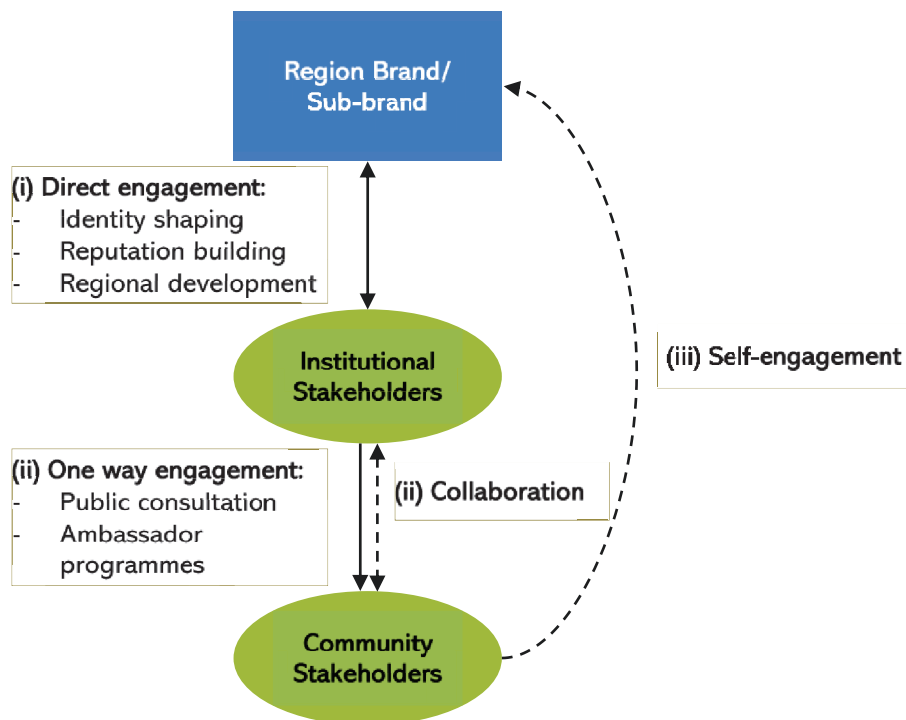 Region Brand/
Sub-brand
(i) Direct engagement:
- Identity shaping
- Reputation building
- Regional development
Institutional
Stakeholders
(iii) Self-engagement
(ii) One way engagement:
- Public consultation
- Ambassador
programmes
(ii) Collaboration
Community
Stakeholders